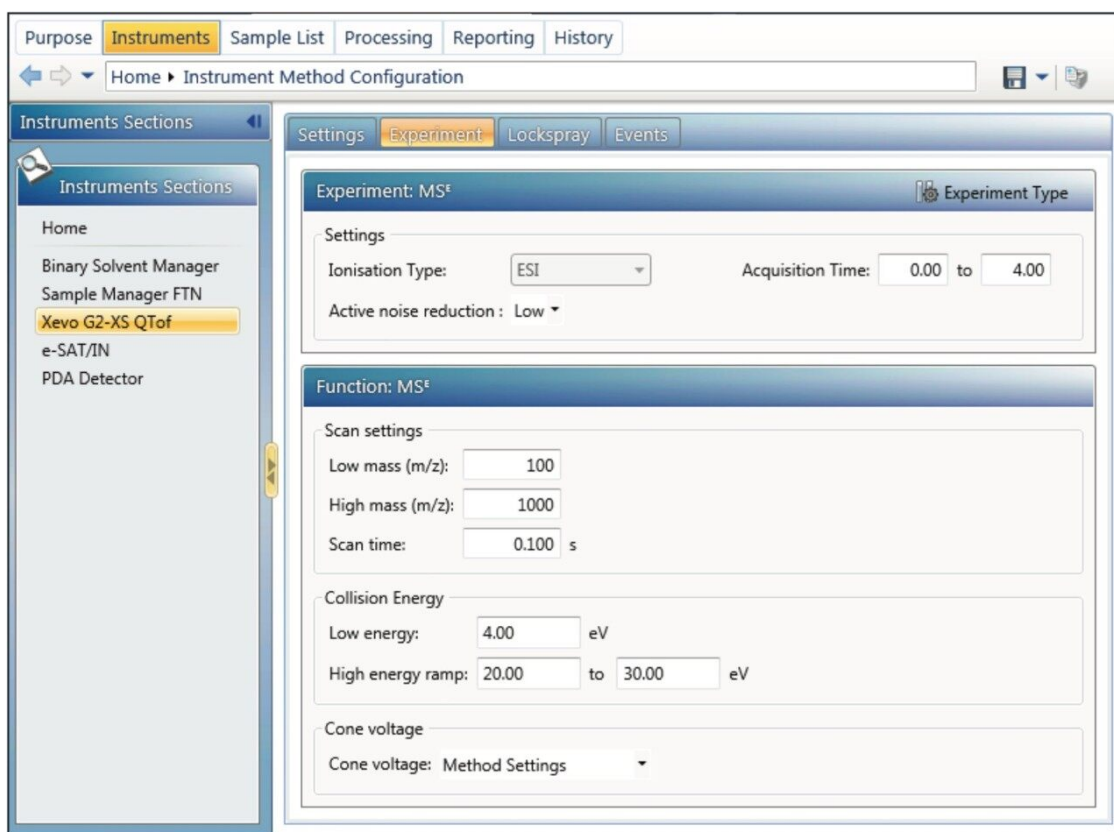 Purpose Instruments Sample List Processing Reporting History
Home ▸ Instrument Method Configuration
Instruments Sections
Instruments Sections
Home
Binary Solvent Manager
Sample Manager FTN
Xevo G2-XS QTof
e-SAT/IN
PDA Detector
Settings Experiment Lockspray Events
Experiment: MSᴱ Experiment Type
Settings
Ionisation Type: ESI Acquisition Time: 0.00 to 4.00
Active noise reduction : Low
Function: MSᴱ
Scan settings
Low mass (m/z): 100
High mass (m/z): 1000
Scan time: 0.100 s
Collision Energy
Low energy: 4.00 eV
High energy ramp: 20.00 to 30.00 eV
Cone voltage
Cone voltage: Method Settings